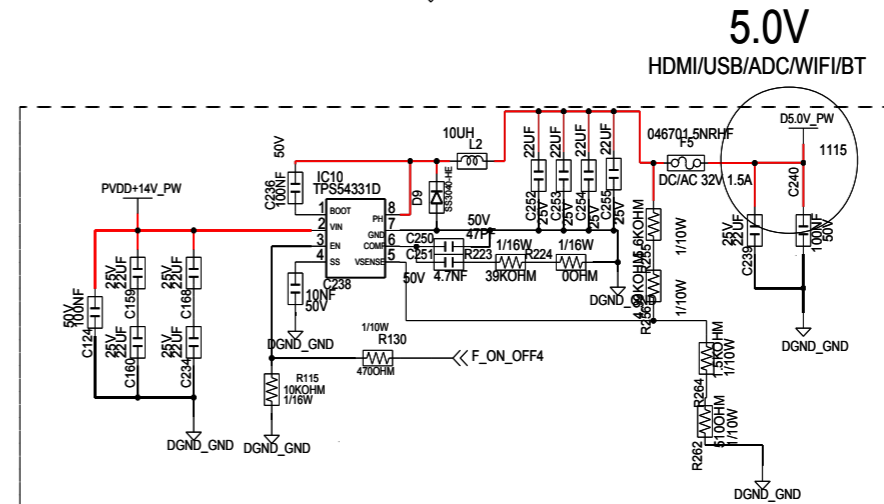 5.0V
HDMI/USB/ADC/WIFI/BT
D5.0V_PW
1115
046701.5NRHF
F5
DC/AC 32V 1.5A
10UH
L2
22UF
22UF
22UF
22UF
C252
25V
C253
25V
C254
25V
C255
25V
50V
C236
100NF
IC10
TPS54331D
1 BOOT
2 VIN
3 EN
4 SS
PH 8
GND 7
COMP 6
VSENSE 5
D9
SS3040-HE
PVDD+14V_PW
50V
100NF
C124
25V
22UF
C159
25V
22UF
C168
25V
22UF
C160
25V
22UF
C234
DGND_GND
C238
10NF
50V
DGND_GND
50V
47PF
C250
C251
4.7NF
50V
1/16W
R223
39KOHM
1/16W
R224
0OHM
DGND_GND
1/10W
R256
1/10W
25V
22UF
C239
C240
100NF
50V
DGND_GND
1/10W
R130
470OHM
F_ON_OFF4
R115
10KOHM
1/16W
DGND_GND
R264
1/10W
R262
510OHM
1/10W
DGND_GND